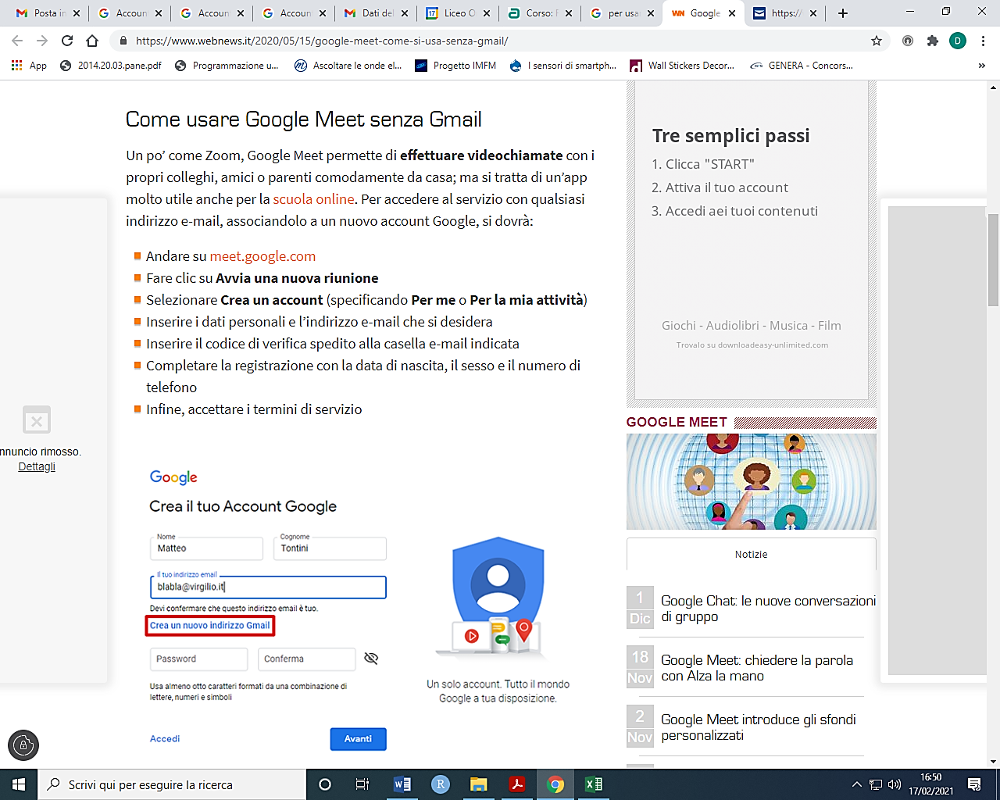 Posta in
Accoun
Accoun
Accoun
Dati del
Liceo O
Corso: F
per usar
Google
https://
https://www.webnews.it/2020/05/15/google-meet-come-si-usa-senza-gmail/
D
App
2014.20.03.pane.pdf
Programmazione u...
Ascoltare le onde el...
Progetto IMFM
I sensori di smartph...
Wall Stickers Decor...
GENERA - Concors...
»
Come usare Google Meet senza Gmail
Un po’ come Zoom, Google Meet permette di effettuare videochiamate con i
propri colleghi, amici o parenti comodamente da casa; ma si tratta di un’app
molto utile anche per la scuola online. Per accedere al servizio con qualsiasi
indirizzo e-mail, associandolo a un nuovo account Google, si dovrà:
Andare su meet.google.com
Fare clic su Avvia una nuova riunione
Selezionare Crea un account (specificando Per me o Per la mia attività)
Inserire i dati personali e l’indirizzo e-mail che si desidera
Inserire il codice di verifica spedito alla casella e-mail indicata
Completare la registrazione con la data di nascita, il sesso e il numero di
telefono
Infine, accettare i termini di servizio
nnuncio rimosso.
Dettagli
Google
Crea il tuo Account Google
Nome
Matteo
Cognome
Tontini
Il tuo indirizzo email
blabla@virgilio.it
Devi confermare che questo indirizzo email è tuo.
Crea un nuovo indirizzo Gmail
Password
Conferma
Usa almeno otto caratteri formati da una combinazione di
lettere, numeri e simboli
Accedi
Avanti
Un solo account. Tutto il mondo
Google a tua disposizione.
Tre semplici passi
1. Clicca "START"
2. Attiva il tuo account
3. Accedi aei tuoi contenuti
Giochi - Audiolibri - Musica - Film
Trovalo su downloadeasy-unlimited.com
GOOGLE MEET
Notizie
1
Dic
Google Chat: le nuove conversazioni
di gruppo
18
Nov
Google Meet: chiedere la parola
con Alza la mano
2
Nov
Google Meet introduce gli sfondi
personalizzati
Scrivi qui per eseguire la ricerca
16:50
17/02/2021